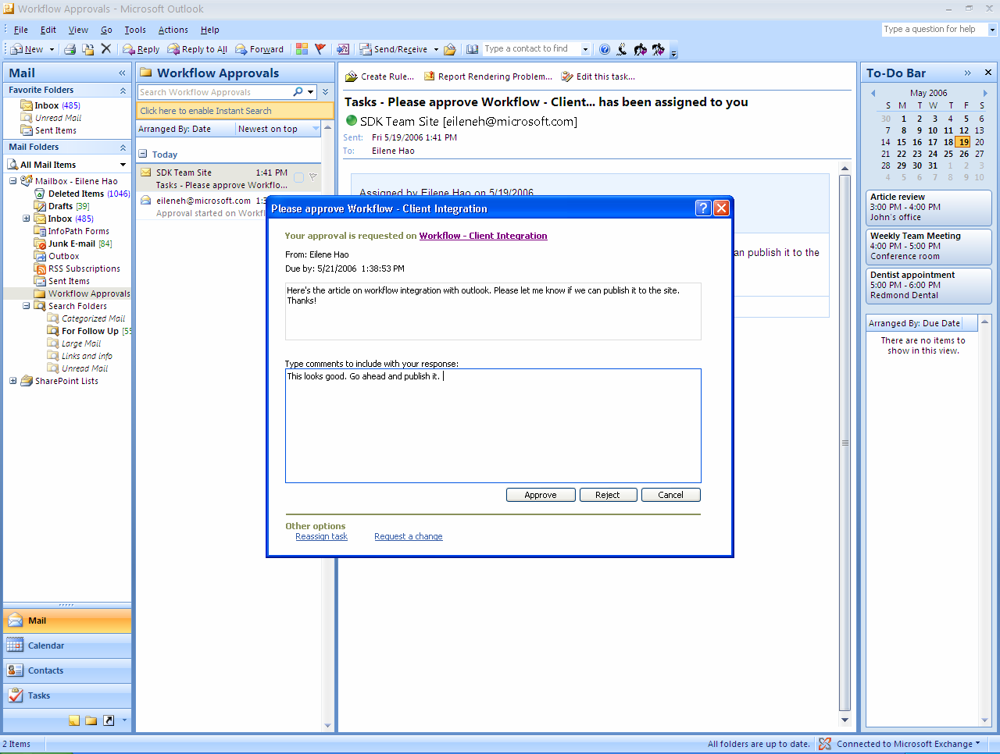 Workflow Approvals - Microsoft Outlook
File Edit View Go Tools Actions Help
Type a question for help
New Reply Reply to All Forward Send/Receive Type a contact to find
Mail
Favorite Folders
Inbox (485)
Unread Mail
Sent Items
Mail Folders
All Mail Items
Mailbox - Eilene Hao
Deleted Items (1046)
Drafts [39]
Inbox (485)
InfoPath Forms
Junk E-mail [84]
Outbox
RSS Subscriptions
Sent Items
Workflow Approvals
Search Folders
Categorized Mail
For Follow Up [55
Large Mail
Links and info
Unread Mail
SharePoint Lists
Mail
Calendar
Contacts
Tasks
Workflow Approvals
Search Workflow Approvals
Click here to enable Instant Search
Arranged By: Date Newest on top
Today
SDK Team Site 1:41 PM
Tasks - Please approve Workflo...
eileneh@microsoft.com 1:3
Approval started on Workf
Create Rule... Report Rendering Problem... Edit this task...
Tasks - Please approve Workflow - Client... has been assigned to you
SDK Team Site [eileneh@microsoft.com]
Sent: Fri 5/19/2006 1:41 PM
To: Eilene Hao
Assigned by Eilene Hao on 5/19/2006
an publish it to the
Please approve Workflow - Client Integration
Your approval is requested on Workflow - Client Integration
From: Eilene Hao
Due by: 5/21/2006 1:38:53 PM
Here's the article on workflow integration with outlook. Please let me know if we can publish it to the site.
Thanks!
Type comments to include with your response:
This looks good. Go ahead and publish it.
Approve Reject Cancel
Other options
Reassign task Request a change
To-Do Bar
May 2006
S M T W T F S
30 1 2 3 4 5 6
7 8 9 10 11 12 13
14 15 16 17 18 19 20
21 22 23 24 25 26 27
28 29 30 31 1 2 3
4 5 6 7 8 9 10
Article review
3:00 PM - 4:00 PM
John's office
Weekly Team Meeting
4:00 PM - 5:00 PM
Conference room
Dentist appointment
5:00 PM - 6:00 PM
Redmond Dental
Arranged By: Due Date
There are no items to
show in this view.
2 Items
All folders are up to date. Connected to Microsoft Exchange